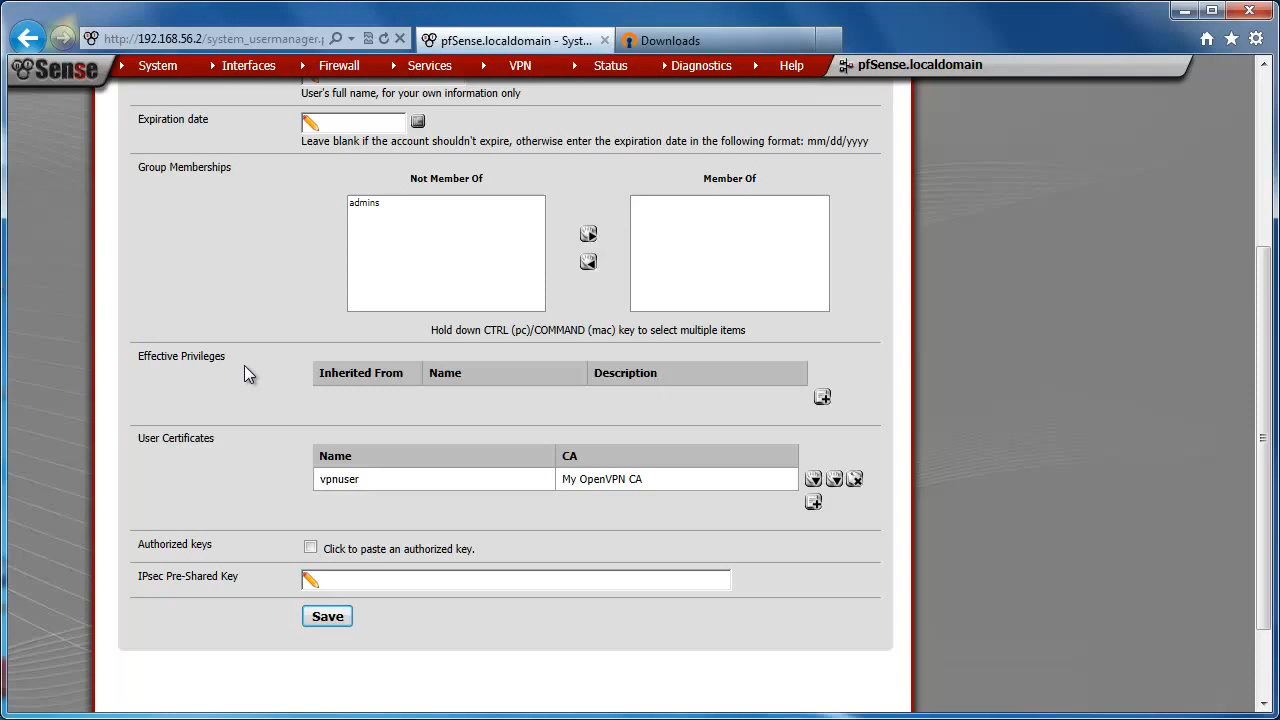 http://192.168.56.2/system_usermanager.p
pfSense.localdomain - Syst...
Downloads
Sense
System
Interfaces
Firewall
Services
VPN
Status
Diagnostics
Help
pfSense.localdomain
User's full name, for your own information only
Expiration date
Leave blank if the account shouldn't expire, otherwise enter the expiration date in the following format: mm/dd/yyyy
Group Memberships
Not Member Of
Member Of
admins
Hold down CTRL (pc)/COMMAND (mac) key to select multiple items
Effective Privileges
Inherited From
Name
Description
User Certificates
Name
CA
vpnuser
My OpenVPN CA
Authorized keys
Click to paste an authorized key.
IPsec Pre-Shared Key
Save